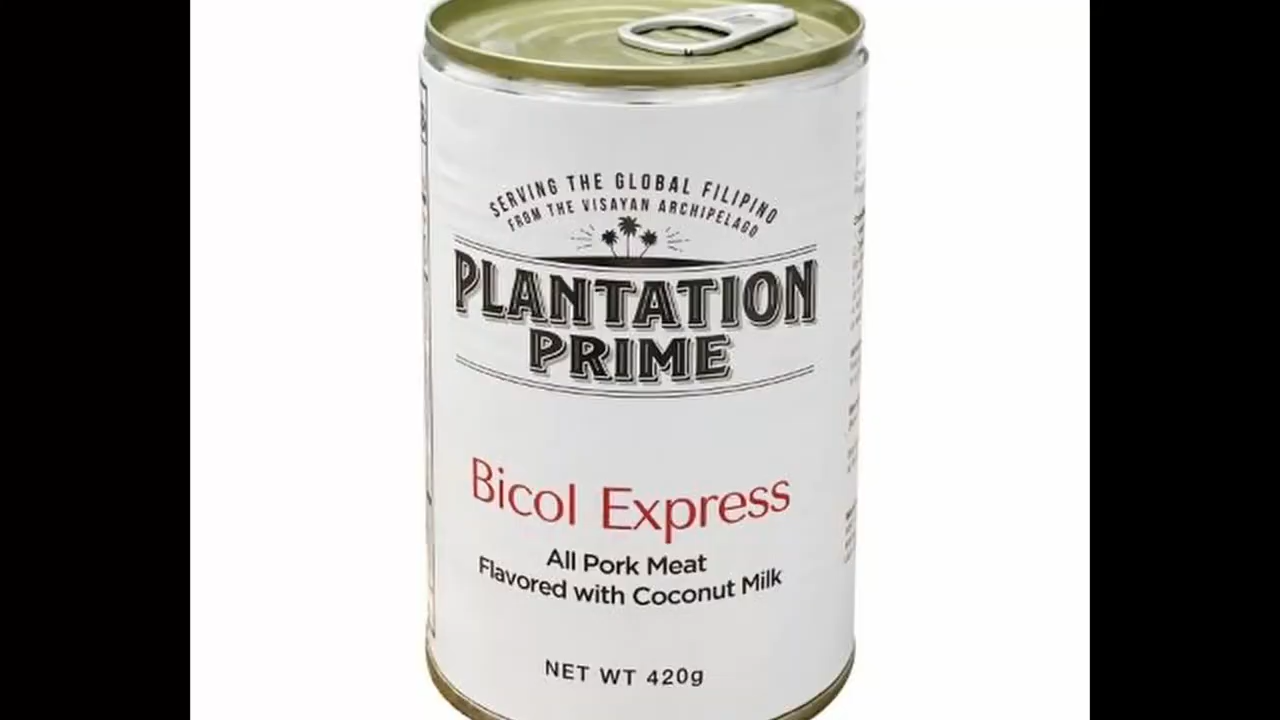 SERVING THE GLOBAL FILIPINO
FROM THE VISAYAN ARCHIPELAGO
PLANTATION
PRIME
Bicol Express
All Pork Meat
Flavored with Coconut Milk
NET WT 420g